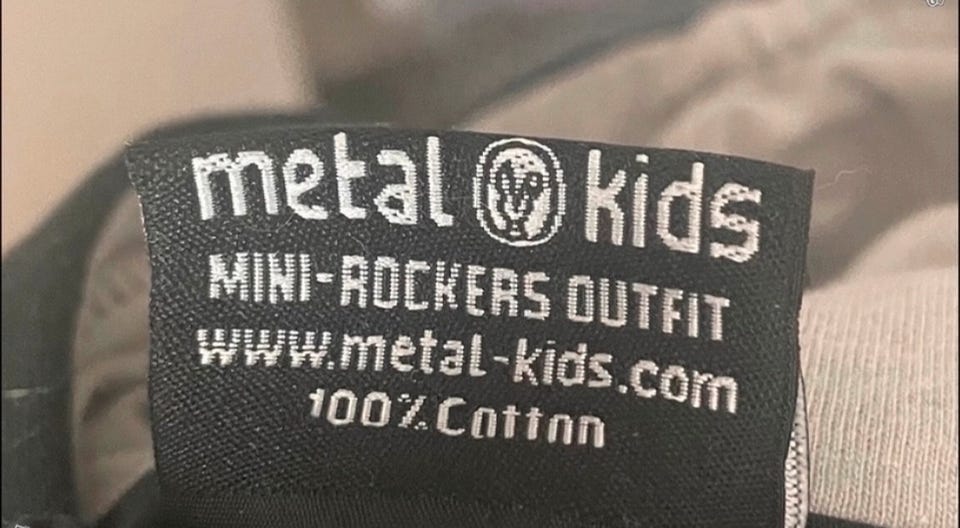 metal kids
MINI-ROCKERS OUTFIT
www.metal-kids.com
100% Cotton